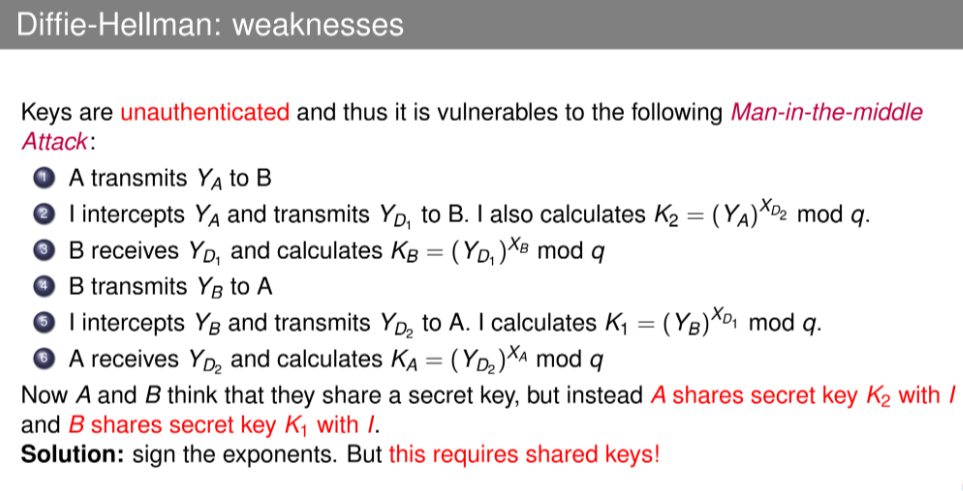 Diffie-Hellman: weaknesses
Keys are unauthenticated and thus it is vulnerables to the following Man-in-the-middle
Attack:
1 A transmits Y_A to B
2 I intercepts Y_A and transmits Y_{D_1} to B. I also calculates K_2 = (Y_A)^{X_{D_2}} mod q.
3 B receives Y_{D_1} and calculates K_B = (Y_{D_1})^{X_B} mod q
4 B transmits Y_B to A
5 I intercepts Y_B and transmits Y_{D_2} to A. I calculates K_1 = (Y_B)^{X_{D_1}} mod q.
6 A receives Y_{D_2} and calculates K_A = (Y_{D_2})^{X_A} mod q
Now A and B think that they share a secret key, but instead A shares secret key K_2 with I
and B shares secret key K_1 with I.
Solution: sign the exponents. But this requires shared keys!